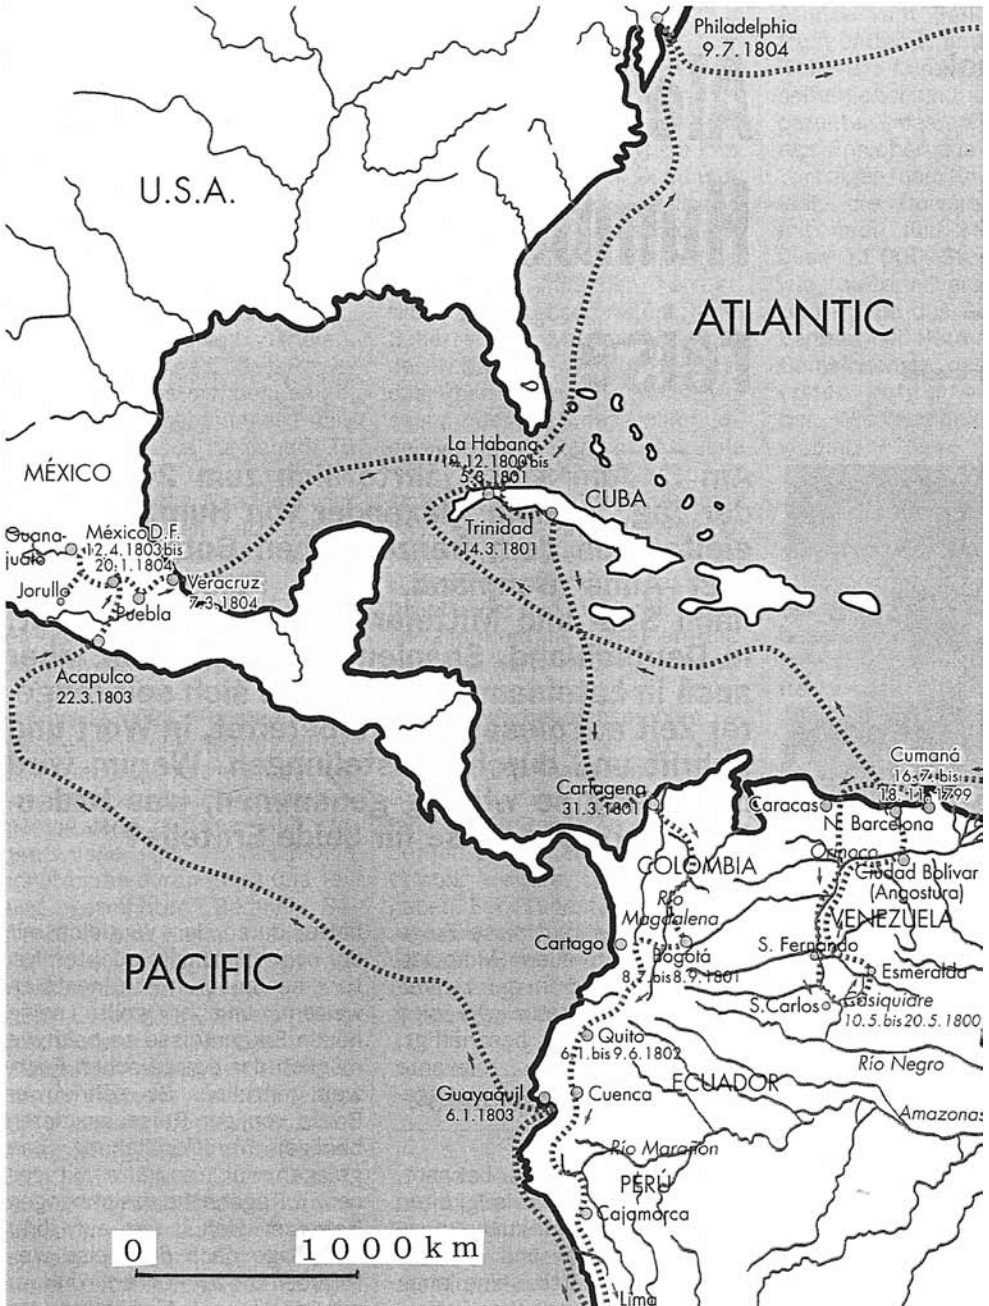 Philadelphia
9.7.1804
U.S.A.
ATLANTIC
La Habana
19.12.1800 bis
5.3.1801
MÉXICO
CUBA
Trinidad
14.3.1801
Guana-
juato
México D.F.
12.4.1803 bis
20.1.1804
Jorullo
Veracruz
7.3.1804
Puebla
Acapulco
22.3.1803
Cumaná
16.7. bis
18.11.1799
Cartagena
31.3.1801
Caracas
N. Barcelona
Orinoco
COLOMBIA
Ciudad Bolivar
(Angostura)
Río
Magdalena
VENEZUELA
Cartago
Bogotá
8.7. bis 8.9.1801
S. Fernando
Esmeralda
PACIFIC
S.Carlos
Casiquiare
10.5. bis 20.5.1800
Quito
6.1. bis 9.6.1802
Río Negro
ECUADOR
Guayaquil
6.1.1803
Cuenca
Amazonas
Río Marañon
PERÚ
Cajamarca
0 1000 km
Lima